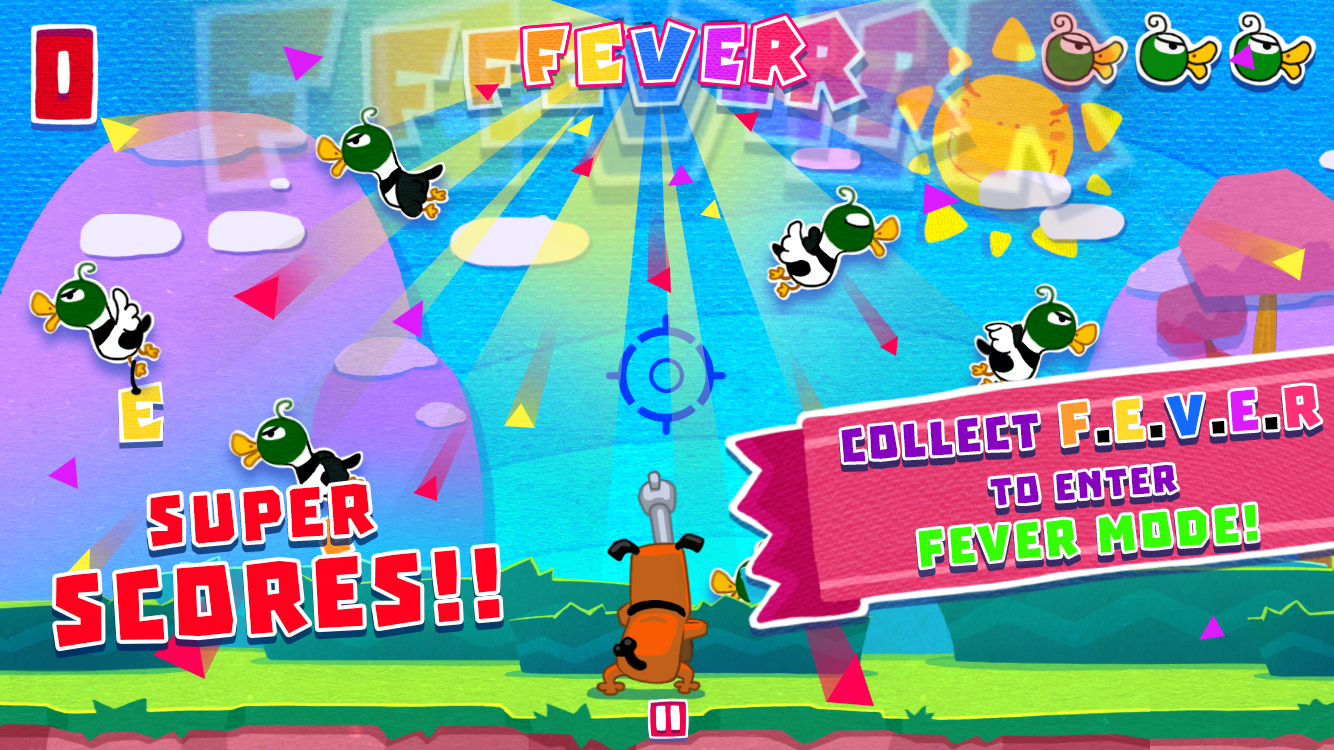 0
FEVER
E
SUPER
SCORES!!
COLLECT F.E.V.E.R
TO ENTER
FEVER MODE!